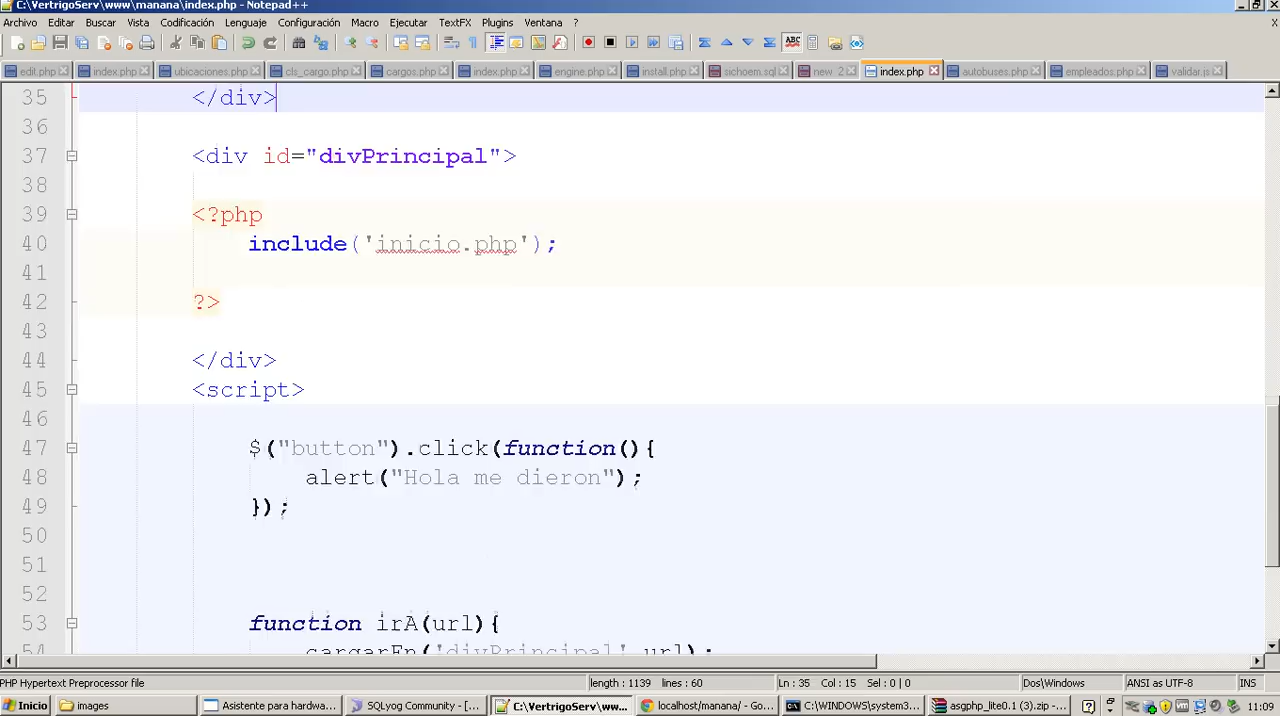 C:\VertrigoServ\www\manana\index.php - Notepad++
Archivo Editar Buscar Vista Codificación Lenguaje Configuración Macro Ejecutar TextFX Plugins Ventana ? X
edit.php index.php ubicaciones.php cls_cargo.php cargos.php index.php engine.php install.php sichoem.sql new 2 index.php autobuses.php empleados.php validar.js
35 </div>
36
37 <div id="divPrincipal">
38
39 <?php
40 include('inicio.php');
41
42 ?>
43
44 </div>
45 <script>
46
47 $("button").click(function(){
48 alert("Hola me dieron");
49 });
50
51
52
53 function irA(url){
54 cargarEn('divPrincipal',url);
PHP Hypertext Preprocessor file length : 1139 lines : 60 Ln : 35 Col : 15 Sel : 0 | 0 Dos\Windows ANSI as UTF-8 INS
Inicio images Asistente para hardwa... SQLyog Community - [... C:\VertrigoServ\ww... localhost/manana/ - Go... C:\WINDOWS\system3... asgphp_lite0.1 (3).zip - ... 11:09